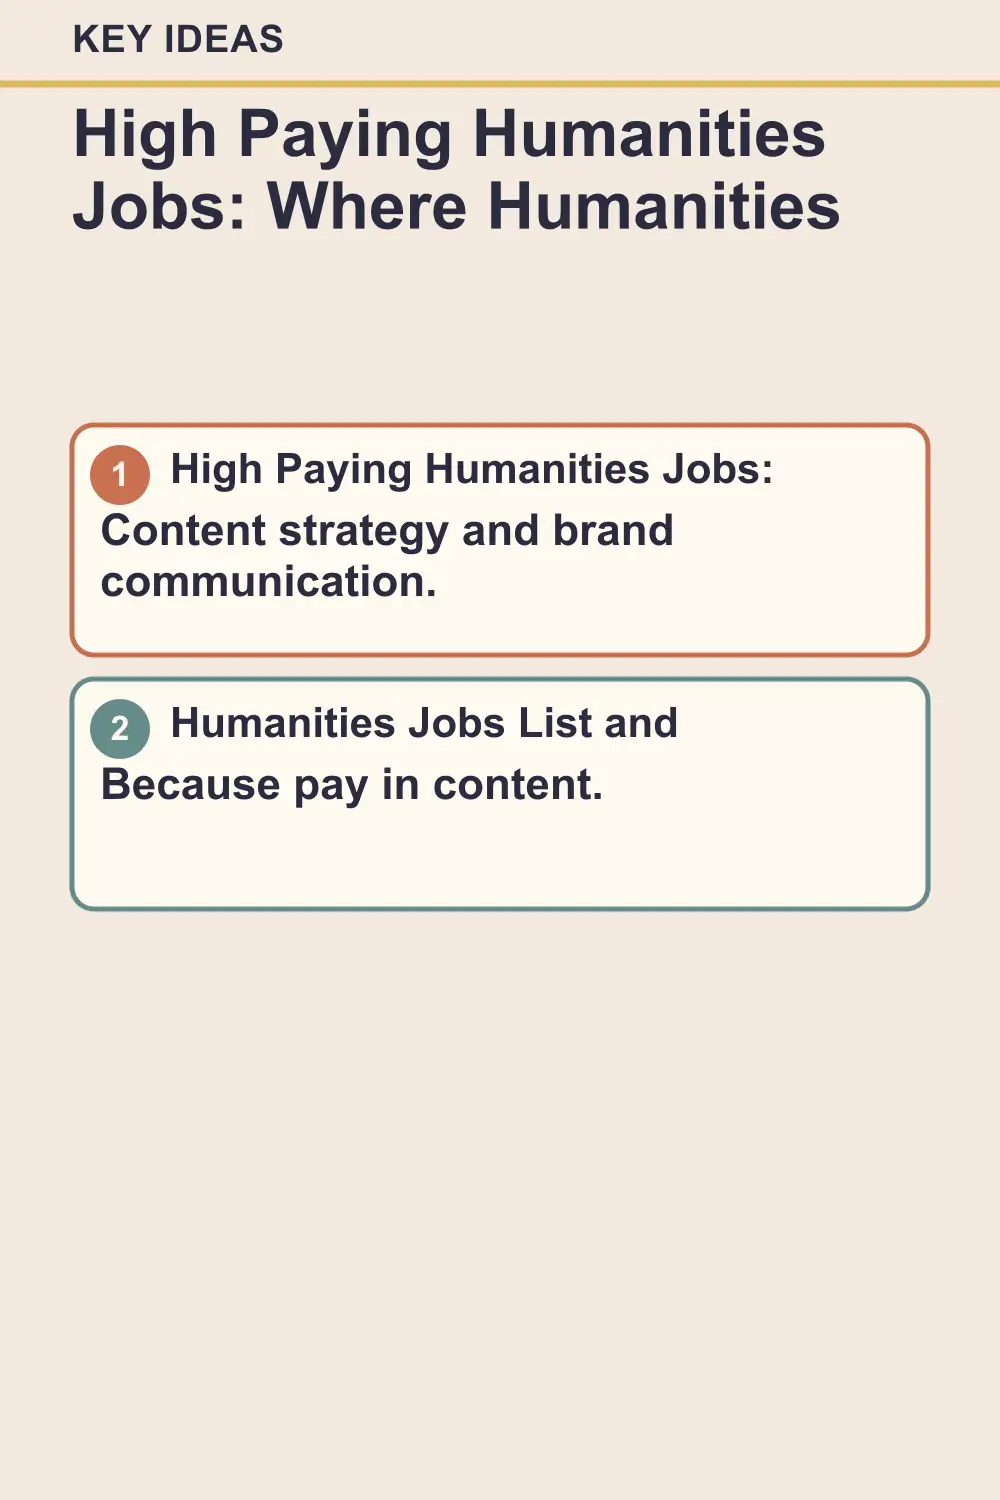 KEY IDEAS
High Paying Humanities
Jobs: Where Humanities
1 High Paying Humanities Jobs:
Content strategy and brand
communication.
2 Humanities Jobs List and
Because pay in content.